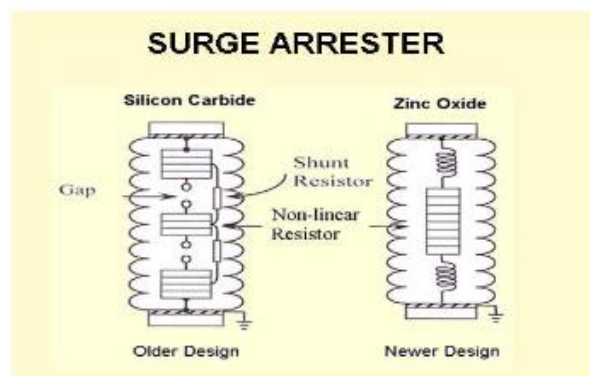 SURGE ARRESTER
Silicon Carbide
Zinc Oxide
Gap
Shunt
Resistor
Non-linear
Resistor
Older Design
Newer Design